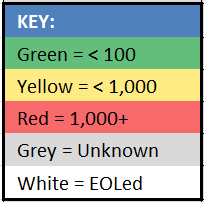 KEY:
Green = < 100
Yellow = < 1,000
Red = 1,000+
Grey = Unknown
White = EOLed